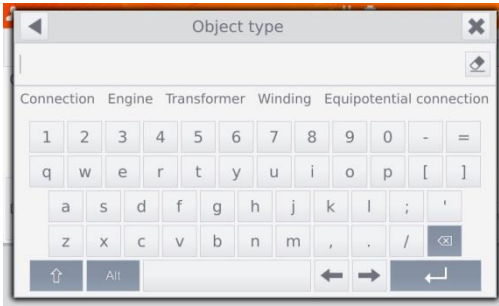 Object type
Connection Engine Transformer Winding Equipotential connection
1 2 3 4 5 6 7 8 9 0 - =
q w e r t y u i o p [ ]
a s d f g h j k l ; '
z x c v b n m , . /
Alt